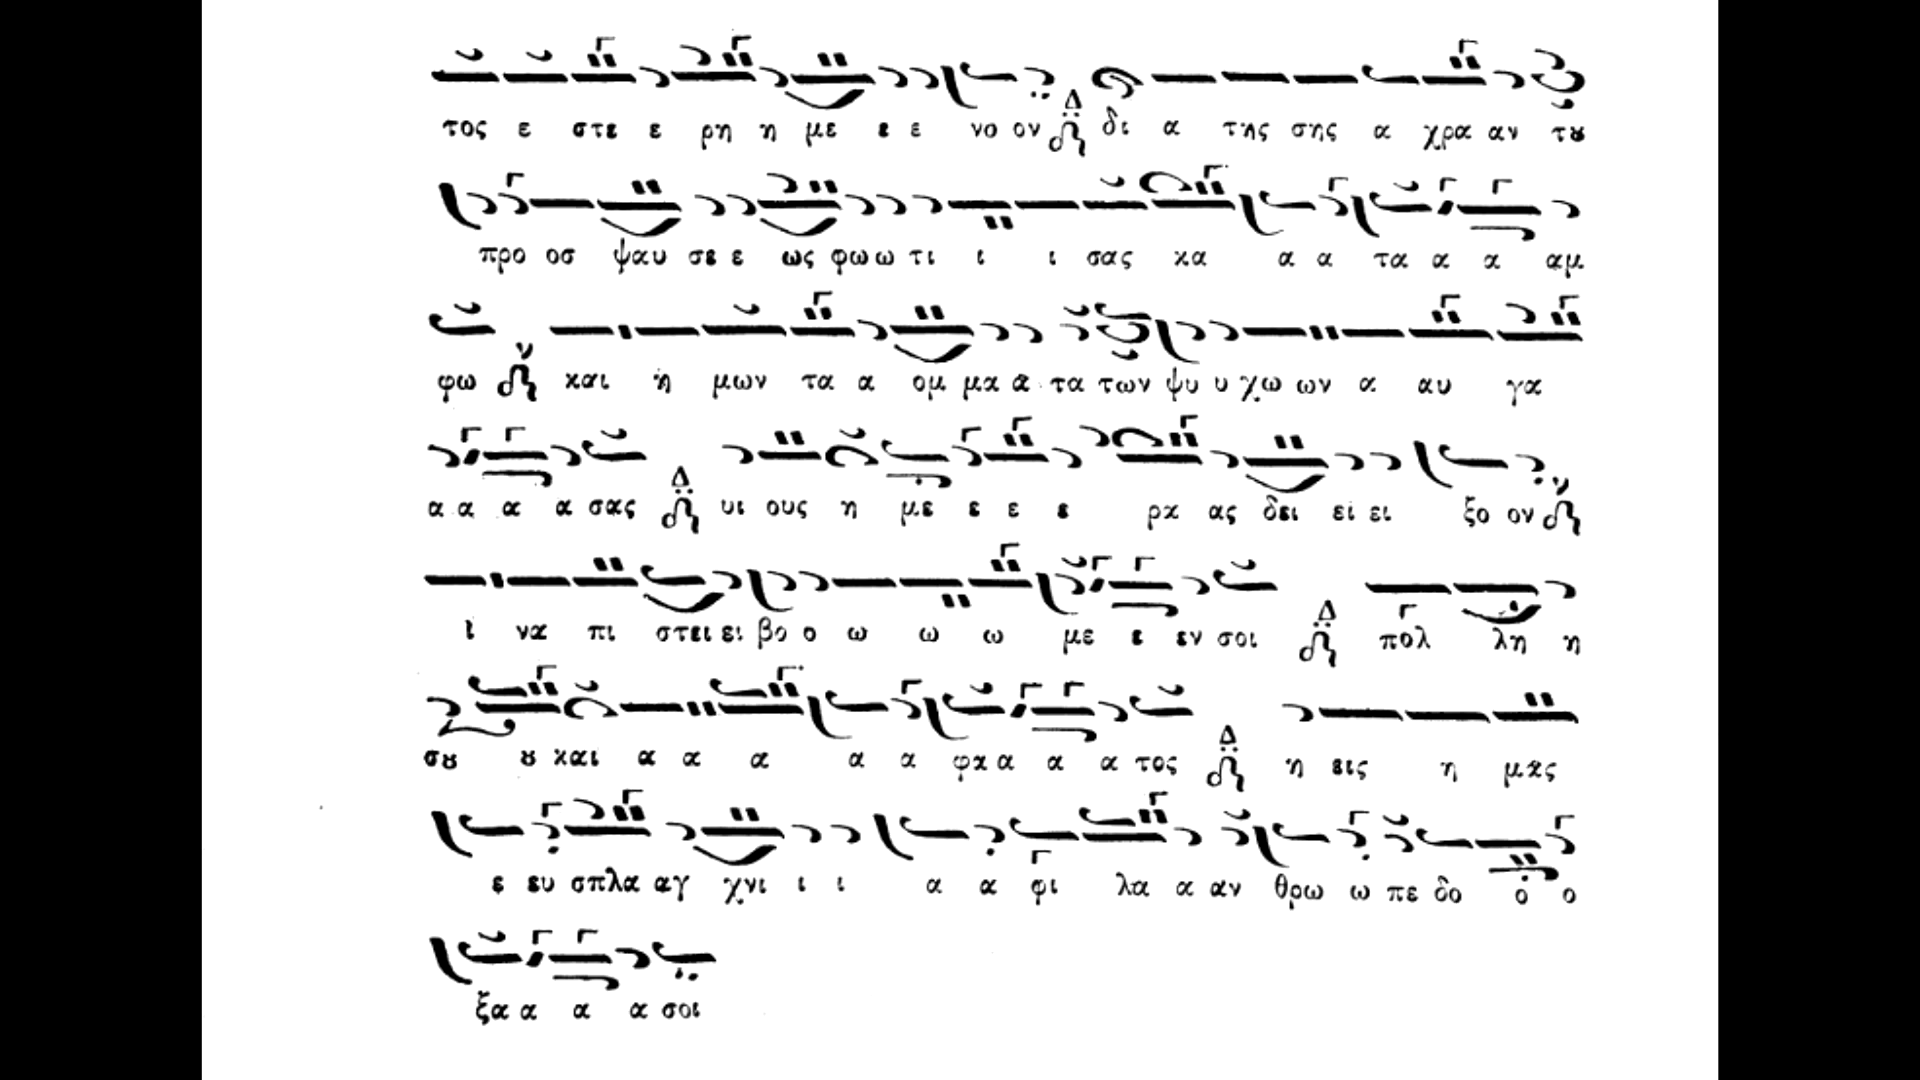 τος ε στε ε ρη η με ε ε νο ον Δ δι α της σης α χρα αν τȣ
προ οσ ψαυ σε ε ως φω ω τι ι ι σας κα α α τα α α αμ
φω ν και ἡ μων τα α ομ μα α τα των ψυ υ χω ων α αυ γα
α α α α σας Δ υι ους η με ε ε ε ρα ας δει ει ει ξο ον ν
ι να πι στει ει βο ο ω ω ω με ε εν σοι Δ πολ λη η
σȣ ȣ και α α α α α φα α α α τος Δ ἡ εις η μας
ε ευ σπλα αγ χνι ι ι α α φι λα α αν θρω ω πε δο ο ο
ξα α α α σοι